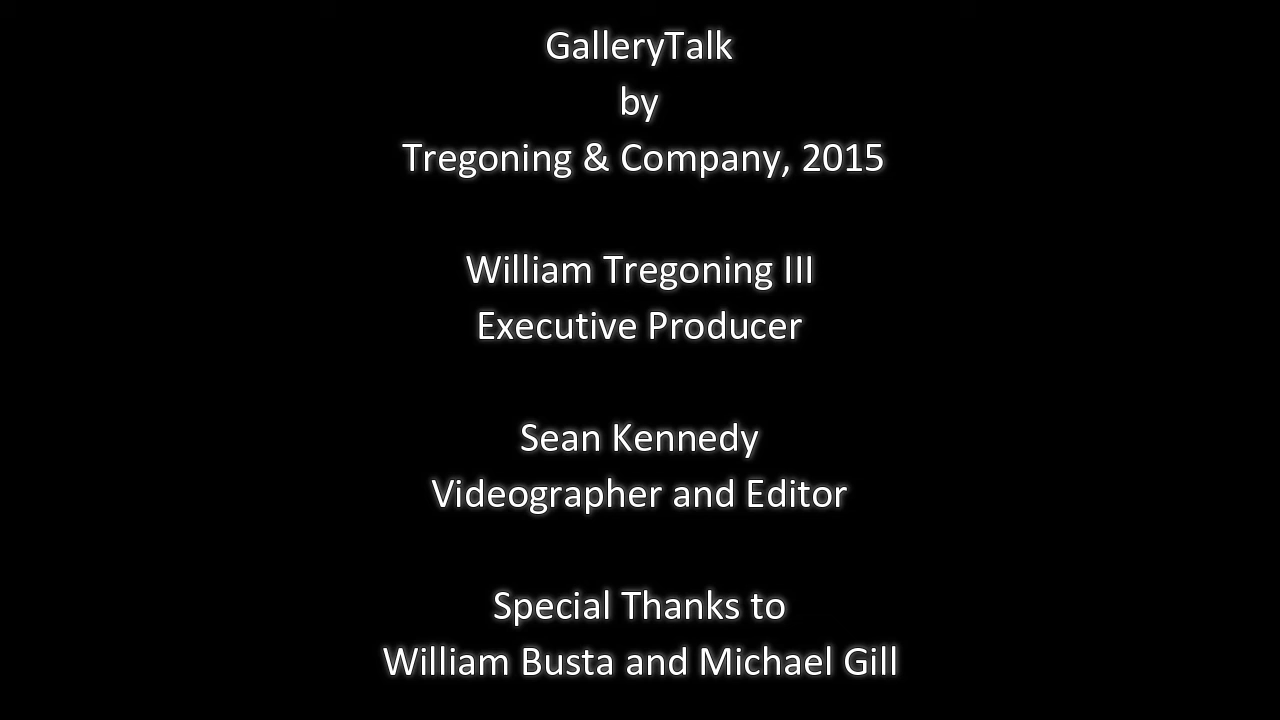 GalleryTalk
by
Tregoning & Company, 2015
William Tregoning III
Executive Producer
Sean Kennedy
Videographer and Editor
Special Thanks to
William Busta and Michael Gill